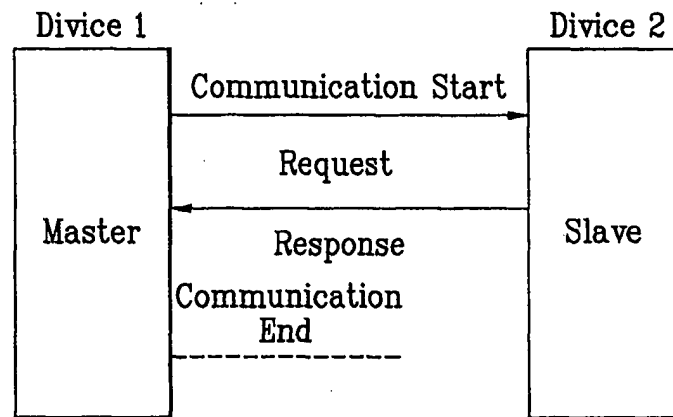 Divice 1
Divice 2
Communication Start
Request
Master
Slave
Response
Communication
End